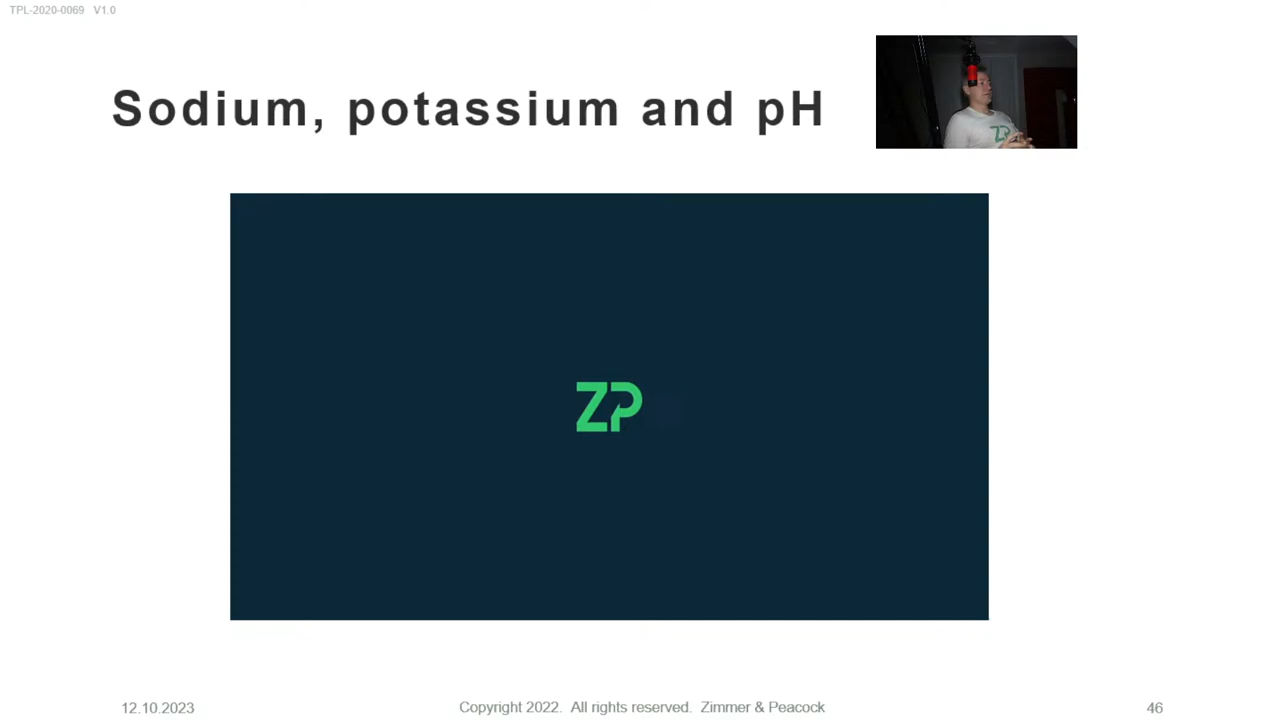 TPL-2020-0069 V1.0
Sodium, potassium and pH
ZP
ZP
12.10.2023
Copyright 2022. All rights reserved. Zimmer & Peacock
46